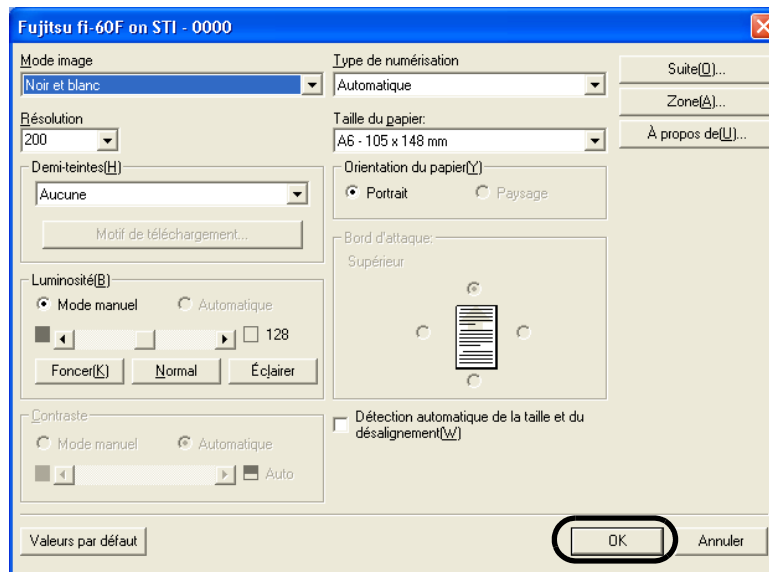 Fujitsu fi-60F on STI - 0000
Mode image
Noir et blanc
Résolution
200
Demi-teintes(H)
Aucune
Motif de téléchargement...
Luminosité(B)
Mode manuel Automatique
128
Foncer(K) Normal Éclairer
Contraste
Mode manuel Automatique
Auto
Type de numérisation
Automatique
Taille du papier:
A6 - 105 x 148 mm
Orientation du papier(Y)
Portrait Paysage
Bord d'attaque:
Supérieur
Détection automatique de la taille et du
désalignement(W)
Suite(O)...
Zone(A)...
À propos de(U)...
Valeurs par défaut OK Annuler